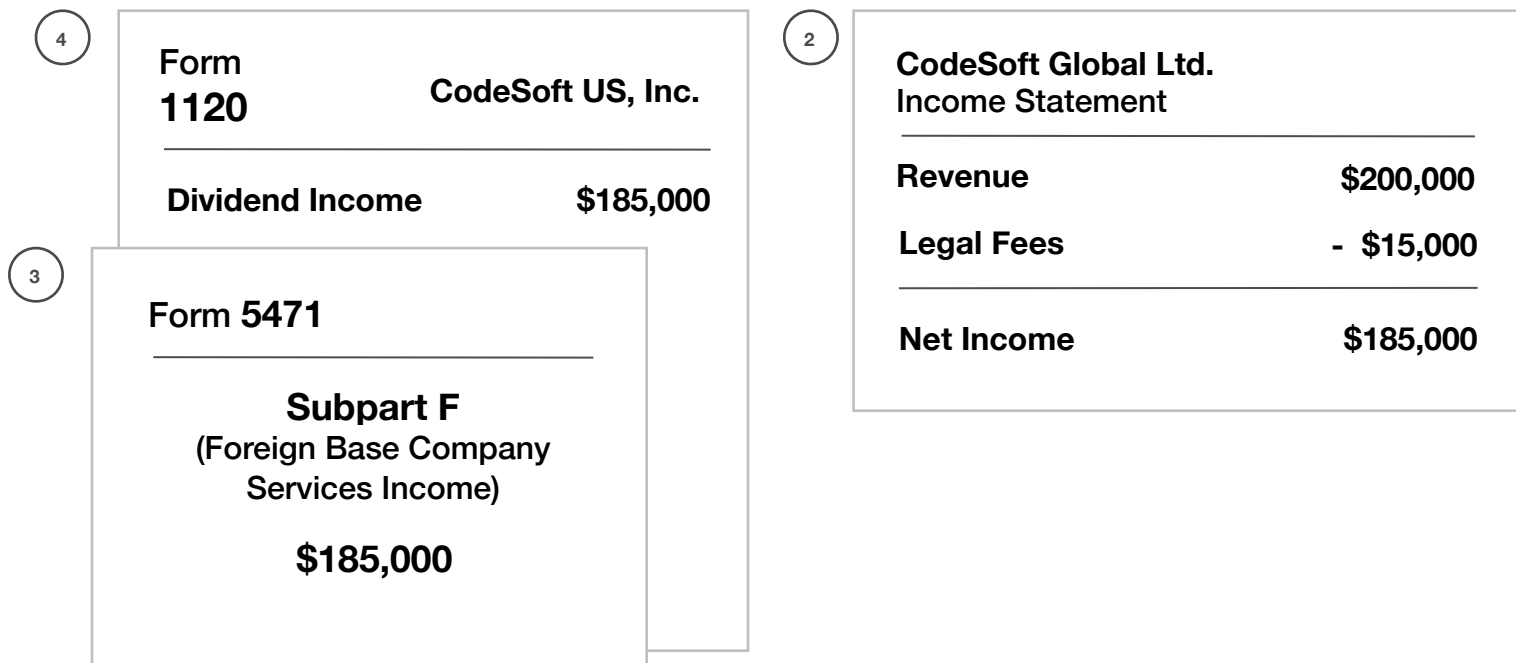 4
Form
1120
CodeSoft US, Inc.
Dividend Income $185,000
3
Form 5471
Subpart F
(Foreign Base Company
Services Income)
$185,000
2
CodeSoft Global Ltd.
Income Statement
Revenue $200,000
Legal Fees - $15,000
Net Income $185,000